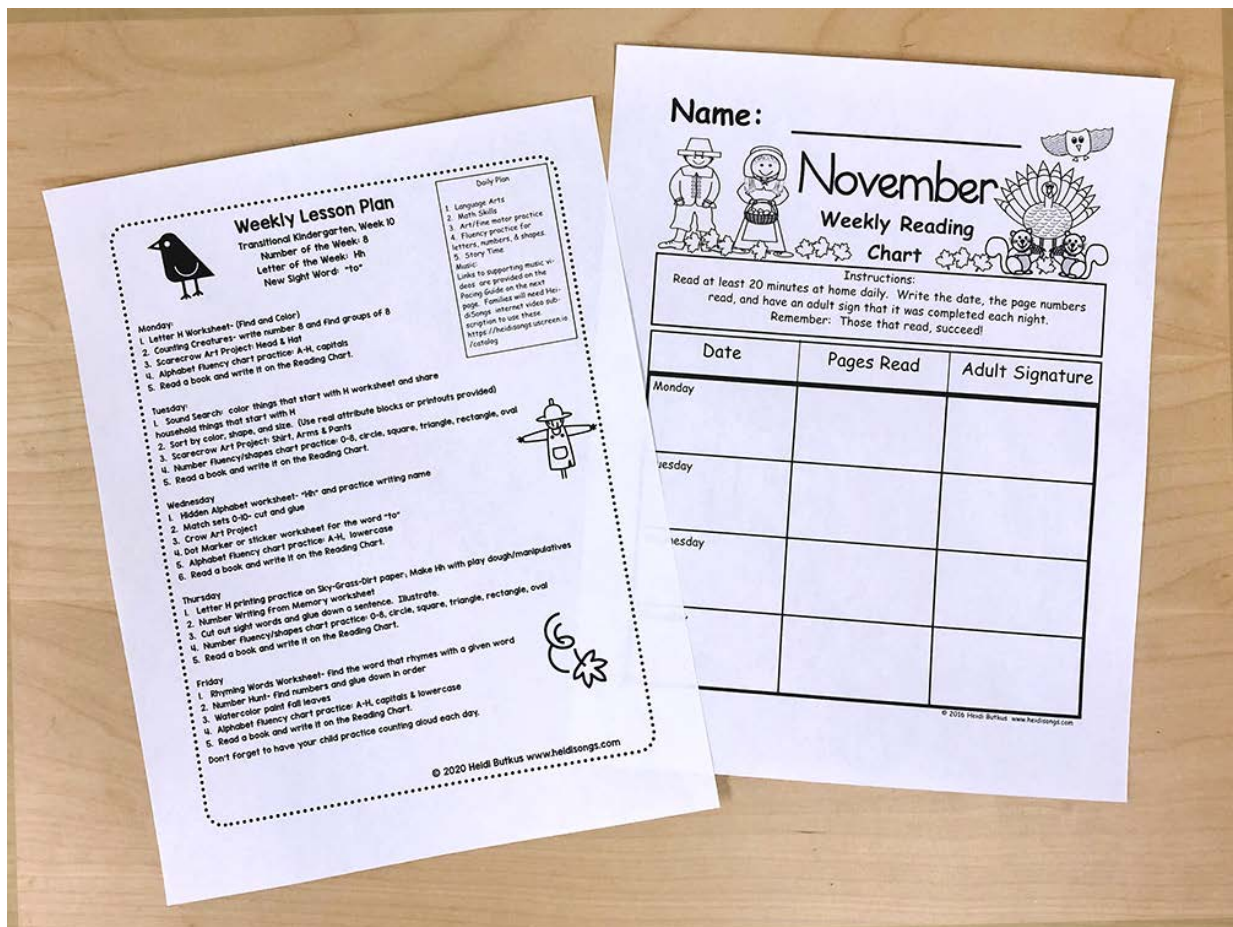 Weekly Lesson Plan
Transitional Kindergarten, Week 10
Number of the Week: 8
Letter of the Week: Hh
New Sight Word: "to"
Daily Plan
1. Language Arts
2. Math Skills
3. Art/fine motor practice
4. Fluency practice for
letters, numbers, & shapes.
5. Story Time
Music:
Links to supporting music vi-
deos are provided on the
Pacing Guide on the next
page. Families will need Hei-
diSongs internet video sub-
scription to use these.
https://heidisongs.uscreen.io
/catalog
Monday:
1. Letter H Worksheet- (Find and Color)
2. Counting Creatures- write number 8 and find groups of 8
3. Scarecrow Art Project: Head & Hat
4. Alphabet fluency chart practice: A-H, capitals
5. Read a book and write it on the Reading Chart.
Tuesday:
1. Sound Search: color things that start with H worksheet and share
household things that start with H
2. Sort by color, shape, and size. (Use real attribute blocks or printouts provided)
3. Scarecrow Art Project: Shirt, Arms & Pants
4. Number fluency/shapes chart practice: 0-8, circle, square, triangle, rectangle, oval
5. Read a book and write it on the Reading Chart.
Wednesday
1. Hidden Alphabet worksheet- "Hh" and practice writing name
2. Match sets 0-10- cut and glue
3. Crow Art Project
4. Dot Marker or sticker worksheet for the word "to"
5. Alphabet fluency chart practice: A-H, lowercase
6. Read a book and write it on the Reading Chart.
Thursday
1. Letter H printing practice on Sky-Grass-Dirt paper; Make Hh with play dough/manipulatives
2. Number Writing from Memory worksheet
3. Cut out sight words and glue down a sentence. Illustrate.
4. Number fluency/shapes chart practice: 0-8, circle, square, triangle, rectangle, oval
5. Read a book and write it on the Reading Chart.
Friday
1. Rhyming Words Worksheet- find the word that rhymes with a given word
2. Number Hunt- find numbers and glue down in order
3. Watercolor paint fall leaves
4. Alphabet fluency chart practice: A-H, capitals & lowercase
5. Read a book and write it on the Reading Chart.
Don't forget to have your child practice counting aloud each day.
© 2020 Heidi Butkus www.heidisongs.com
Name:
November
Weekly Reading
Chart
Instructions:
Read at least 20 minutes at home daily. Write the date, the page numbers
read, and have an adult sign that it was completed each night.
Remember: Those that read, succeed!
Date Pages Read Adult Signature
Monday
uesday
nesday
© 2016 Heidi Butkus www.heidisongs.com